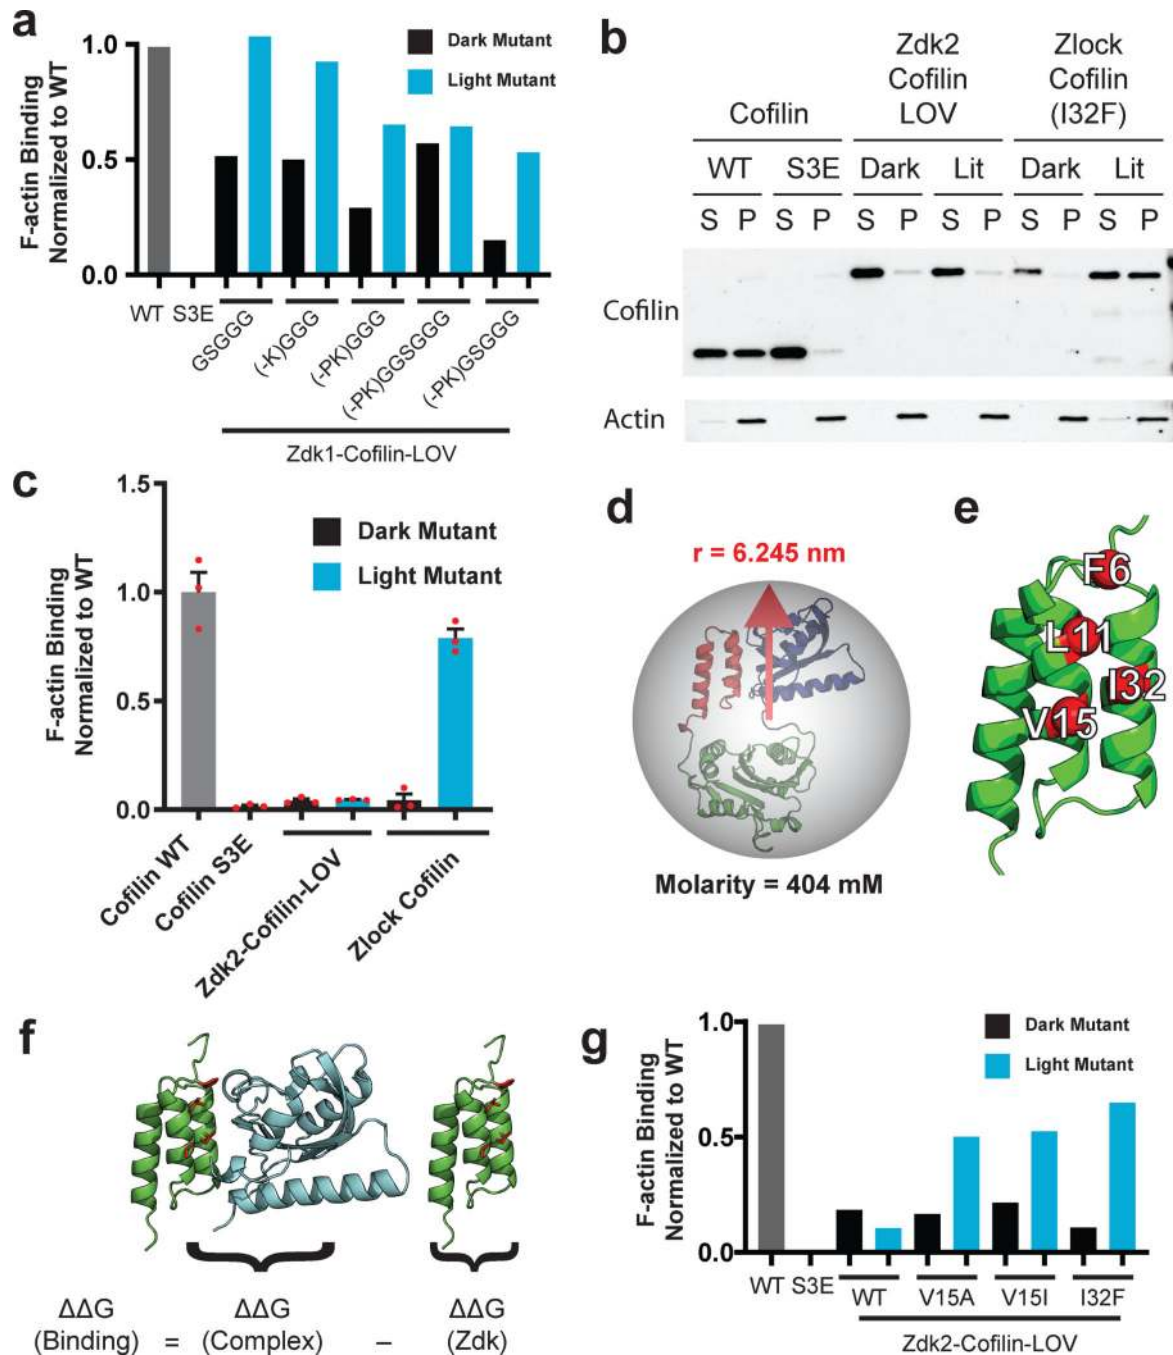 a
1.0
0.5
0.0
F-actin Binding
Normalized to WT
Dark Mutant
Light Mutant
WT
S3E
GSGGG
(-K)GGG
(-PK)GGG
(-PK)GGSGGG
(-PK)GSGGG
Zdk1-Cofilin-LOV
b
Cofilin
Zdk2
Cofilin
LOV
Zlock
Cofilin
(I32F)
WT S3E Dark Lit Dark Lit
S P S P S P S P S P S P
Cofilin
Actin
c
1.5
1.0
0.5
0.0
F-actin Binding
Normalized to WT
Dark Mutant
Light Mutant
Cofilin WT
Cofilin S3E
Zdk2-Cofilin-LOV
Zlock Cofilin
d
r = 6.245 nm
Molarity = 404 mM
e
F6
L11
I32
V15
f
ΔΔG ΔΔG ΔΔG
(Binding) = (Complex) – (Zdk)
g
1.0
0.5
0.0
F-actin Binding
Normalized to WT
Dark Mutant
Light Mutant
WT S3E WT V15A V15I I32F
Zdk2-Cofilin-LOV